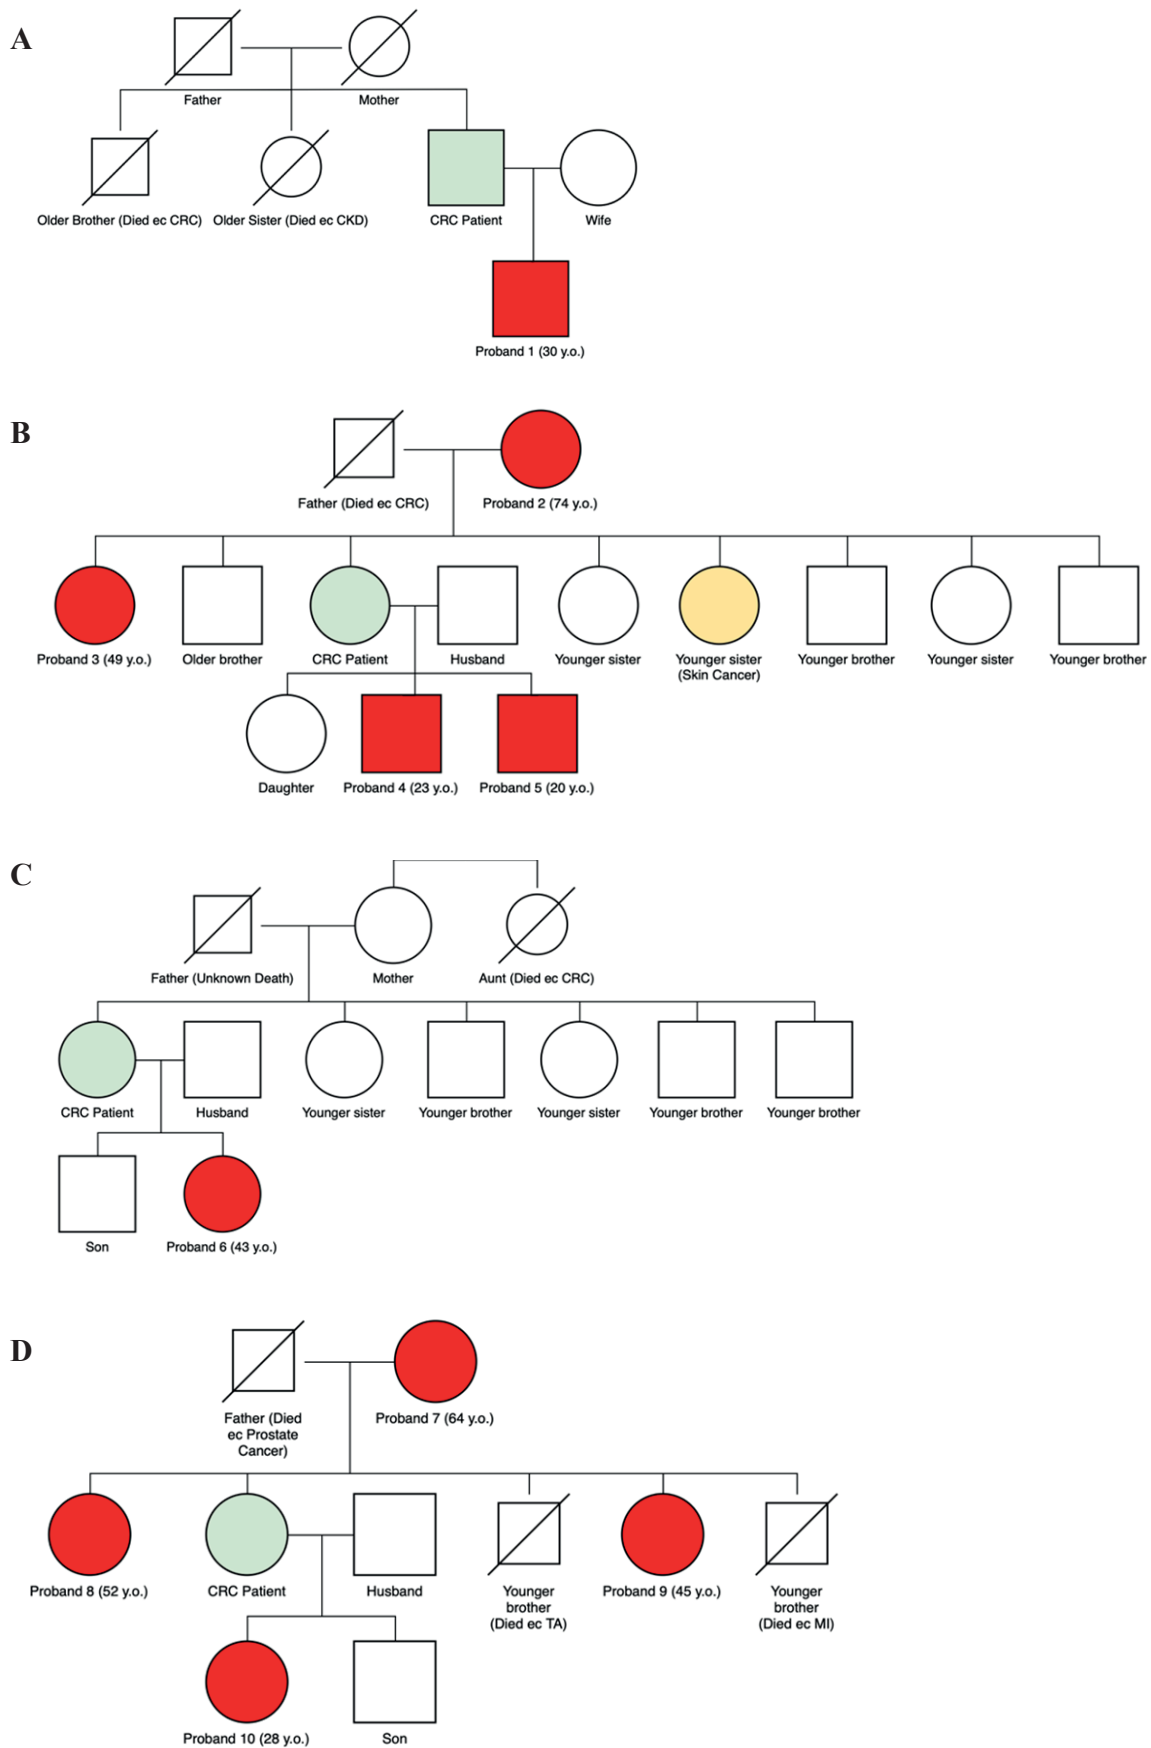 A
Father
Mother
Older Brother (Died ec CRC)
Older Sister (Died ec CKD)
CRC Patient
Wife
Proband 1 (30 y.o.)
B
Father (Died ec CRC)
Proband 2 (74 y.o.)
Proband 3 (49 y.o.)
Older brother
CRC Patient
Husband
Younger sister
Younger sister
(Skin Cancer)
Younger brother
Younger sister
Younger brother
Daughter
Proband 4 (23 y.o.)
Proband 5 (20 y.o.)
C
Father (Unknown Death)
Mother
Aunt (Died ec CRC)
CRC Patient
Husband
Younger sister
Younger brother
Younger sister
Younger brother
Younger brother
Son
Proband 6 (43 y.o.)
D
Father (Died
ec Prostate
Cancer)
Proband 7 (64 y.o.)
Proband 8 (52 y.o.)
CRC Patient
Husband
Younger
brother
(Died ec TA)
Proband 9 (45 y.o.)
Younger
brother
(Died ec MI)
Proband 10 (28 y.o.)
Son